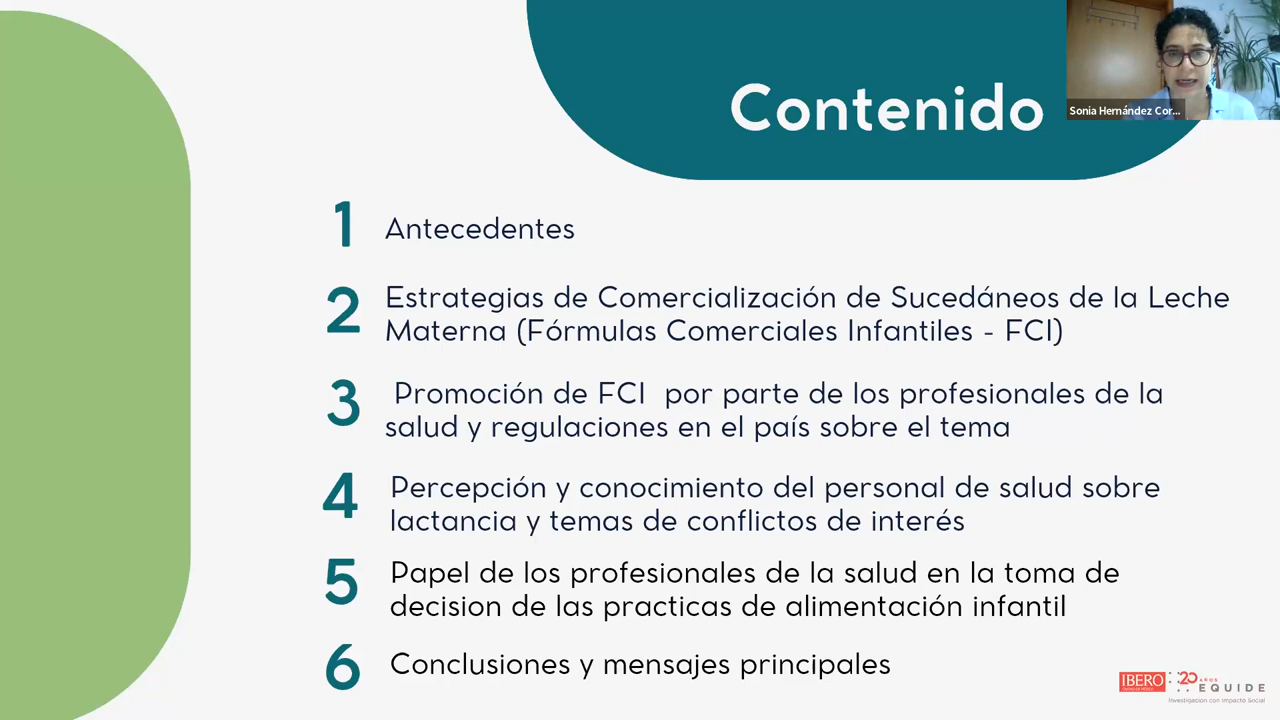 Contenido
Sonia Hernández Cor...
1 Antecedentes
2 Estrategias de Comercialización de Sucedáneos de la Leche
Materna (Fórmulas Comerciales Infantiles - FCI)
3 Promoción de FCI por parte de los profesionales de la
salud y regulaciones en el país sobre el tema
4 Percepción y conocimiento del personal de salud sobre
lactancia y temas de conflictos de interés
5 Papel de los profesionales de la salud en la toma de
decision de las practicas de alimentación infantil
6 Conclusiones y mensajes principales
IBERO
CIUDAD DE MÉXICO
20 AÑOS
EQUIDE
Investigación con Impacto Social